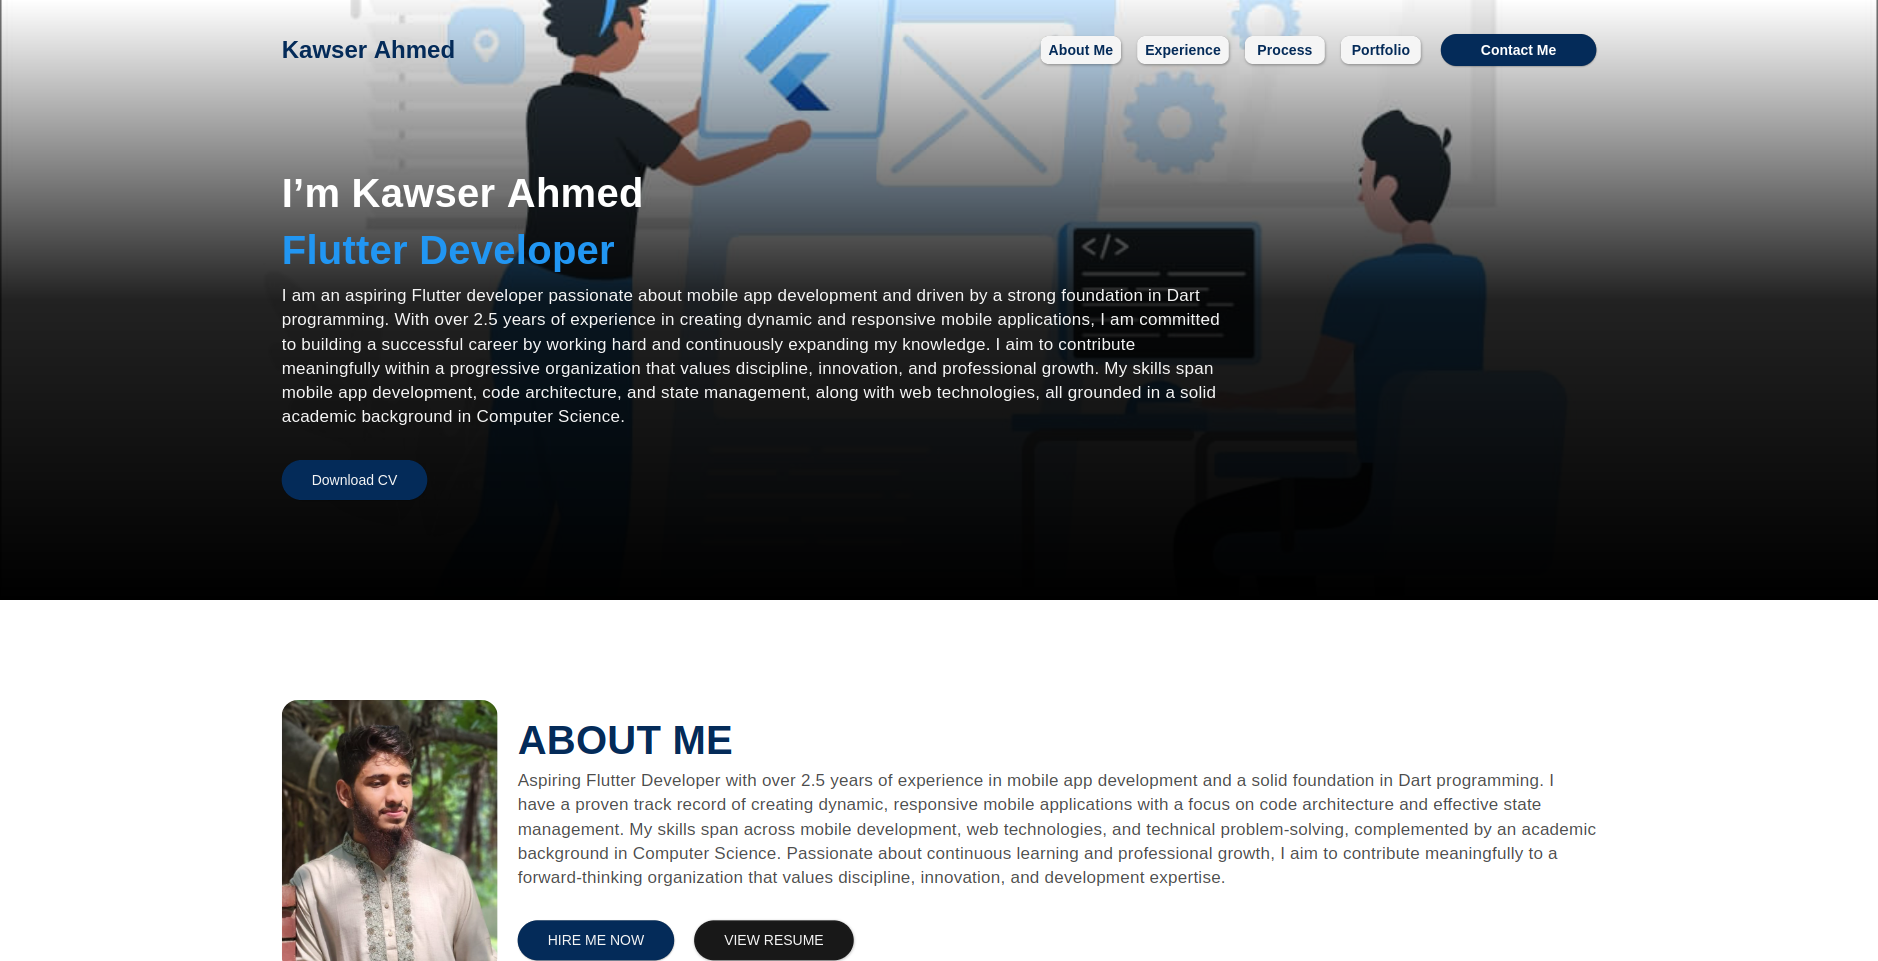 Kawser Ahmed
About Me
Experience
Process
Portfolio
Contact Me
I’m Kawser Ahmed
Flutter Developer
I am an aspiring Flutter developer passionate about mobile app development and driven by a strong foundation in Dart
programming. With over 2.5 years of experience in creating dynamic and responsive mobile applications, I am committed
to building a successful career by working hard and continuously expanding my knowledge. I aim to contribute
meaningfully within a progressive organization that values discipline, innovation, and professional growth. My skills span
mobile app development, code architecture, and state management, along with web technologies, all grounded in a solid
academic background in Computer Science.
</>
Download CV
ABOUT ME
Aspiring Flutter Developer with over 2.5 years of experience in mobile app development and a solid foundation in Dart programming. I
have a proven track record of creating dynamic, responsive mobile applications with a focus on code architecture and effective state
management. My skills span across mobile development, web technologies, and technical problem-solving, complemented by an academic
background in Computer Science. Passionate about continuous learning and professional growth, I aim to contribute meaningfully to a
forward-thinking organization that values discipline, innovation, and development expertise.
HIRE ME NOW
VIEW RESUME